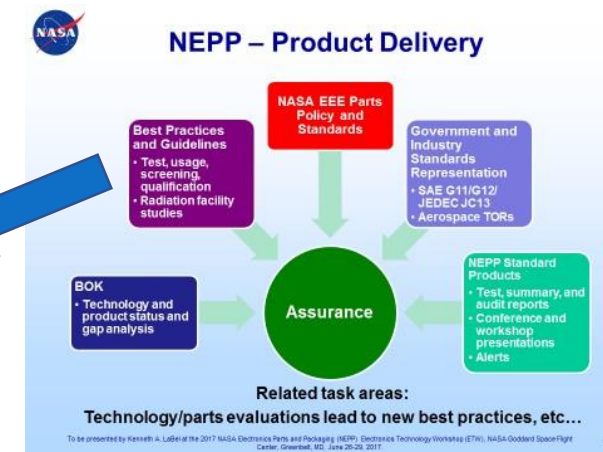 NASA
NEPP – Product Delivery
NASA EEE Parts
Policy and
Standards
Best Practices
and Guidelines
• Test, usage,
screening,
qualification
• Radiation facility
studies
Government and
Industry
Standards
Representation
• SAE G11/G12/
JEDEC JC13
• Aerospace TORs
BOK
• Technology and
product status and
gap analysis
Assurance
NEPP Standard
Products
• Test, summary, and
audit reports
• Conference and
workshop
presentations
• Alerts
Related task areas:
Technology/parts evaluations lead to new best practices, etc...
To be presented by Kenneth A. LaBel at the 2017 NASA Electronics Parts and Packaging (NEPP) Electronics Technology Workshop (ETW), NASA Goddard Space Flight
Center, Greenbelt, MD, June 26-29, 2017.